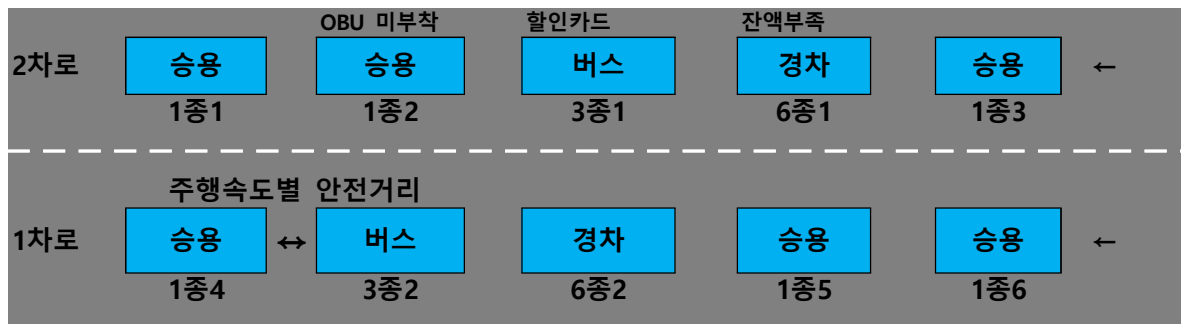 OBU 미부착 할인카드 잔액부족
2차로 승용 승용 버스 경차 승용 ←
1종1 1종2 3종1 6종1 1종3
주행속도별 안전거리
1차로 승용 ↔ 버스 경차 승용 승용 ←
1종4 3종2 6종2 1종5 1종6